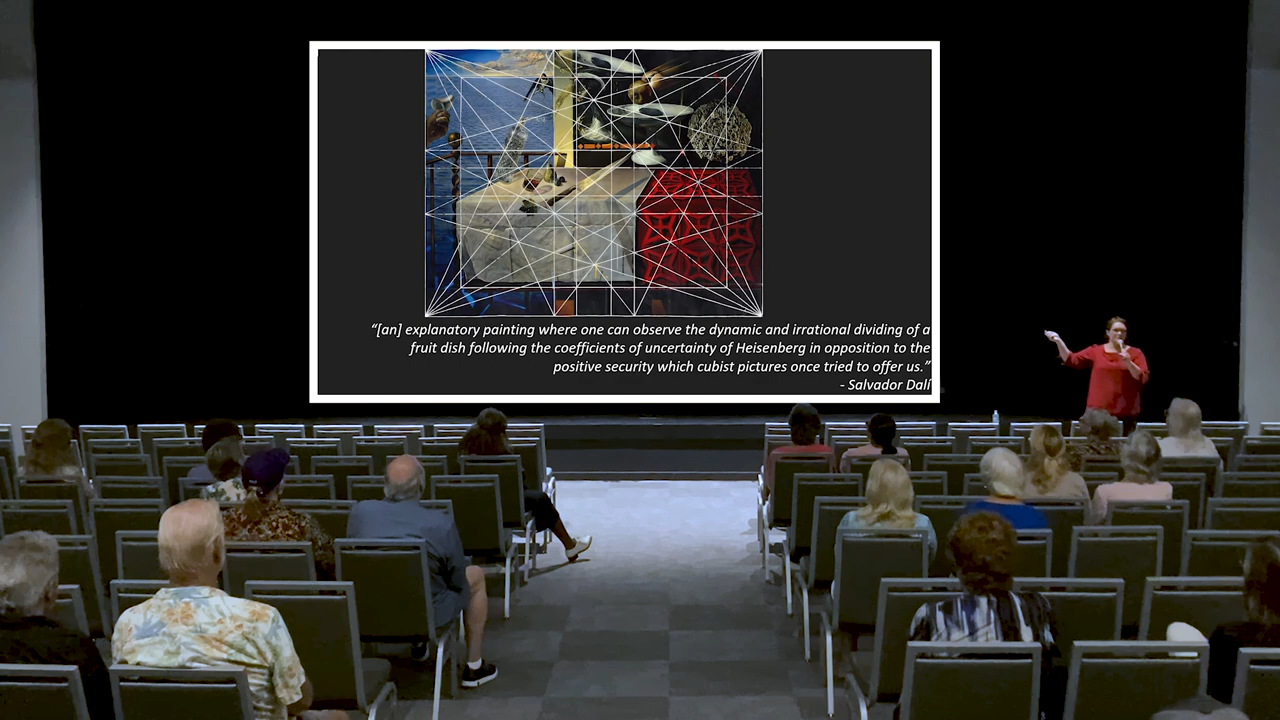 “[an] explanatory painting where one can observe the dynamic and irrational dividing of a
fruit dish following the coefficients of uncertainty of Heisenberg in opposition to the
positive security which cubist pictures once tried to offer us.”
- Salvador Dalí